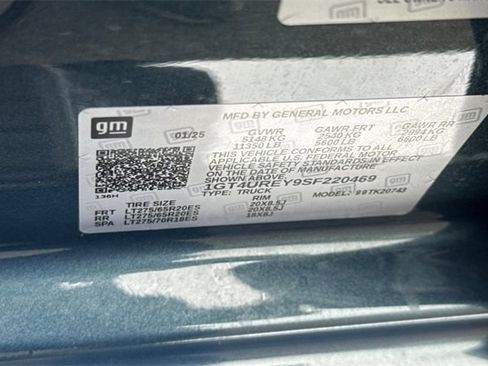 gm
MFD BY GENERAL MOTORS LLC
01/25
GVWR GAWR FRT GAWR RR
5148 KG 2540 KG 2994 KG
11350 LB 5600 LB 6600 LB
THIS VEHICLE CONFORMS TO ALL
APPLICABLE U.S. FEDERAL MOTOR
VEHICLE SAFETY STANDARDS IN EFFECT
ON THE DATE OF MANUFACTURE
SHOWN ABOVE.
1GT4UREY9SF220469
136H
TYPE: TRUCK MODEL: 99TK20743
TIRE SIZE RIM
FRT LT275/65R20ES 20X8.5J
RR LT275/65R20ES 20X8.5J
SPA LT275/70R18ES 18X8J